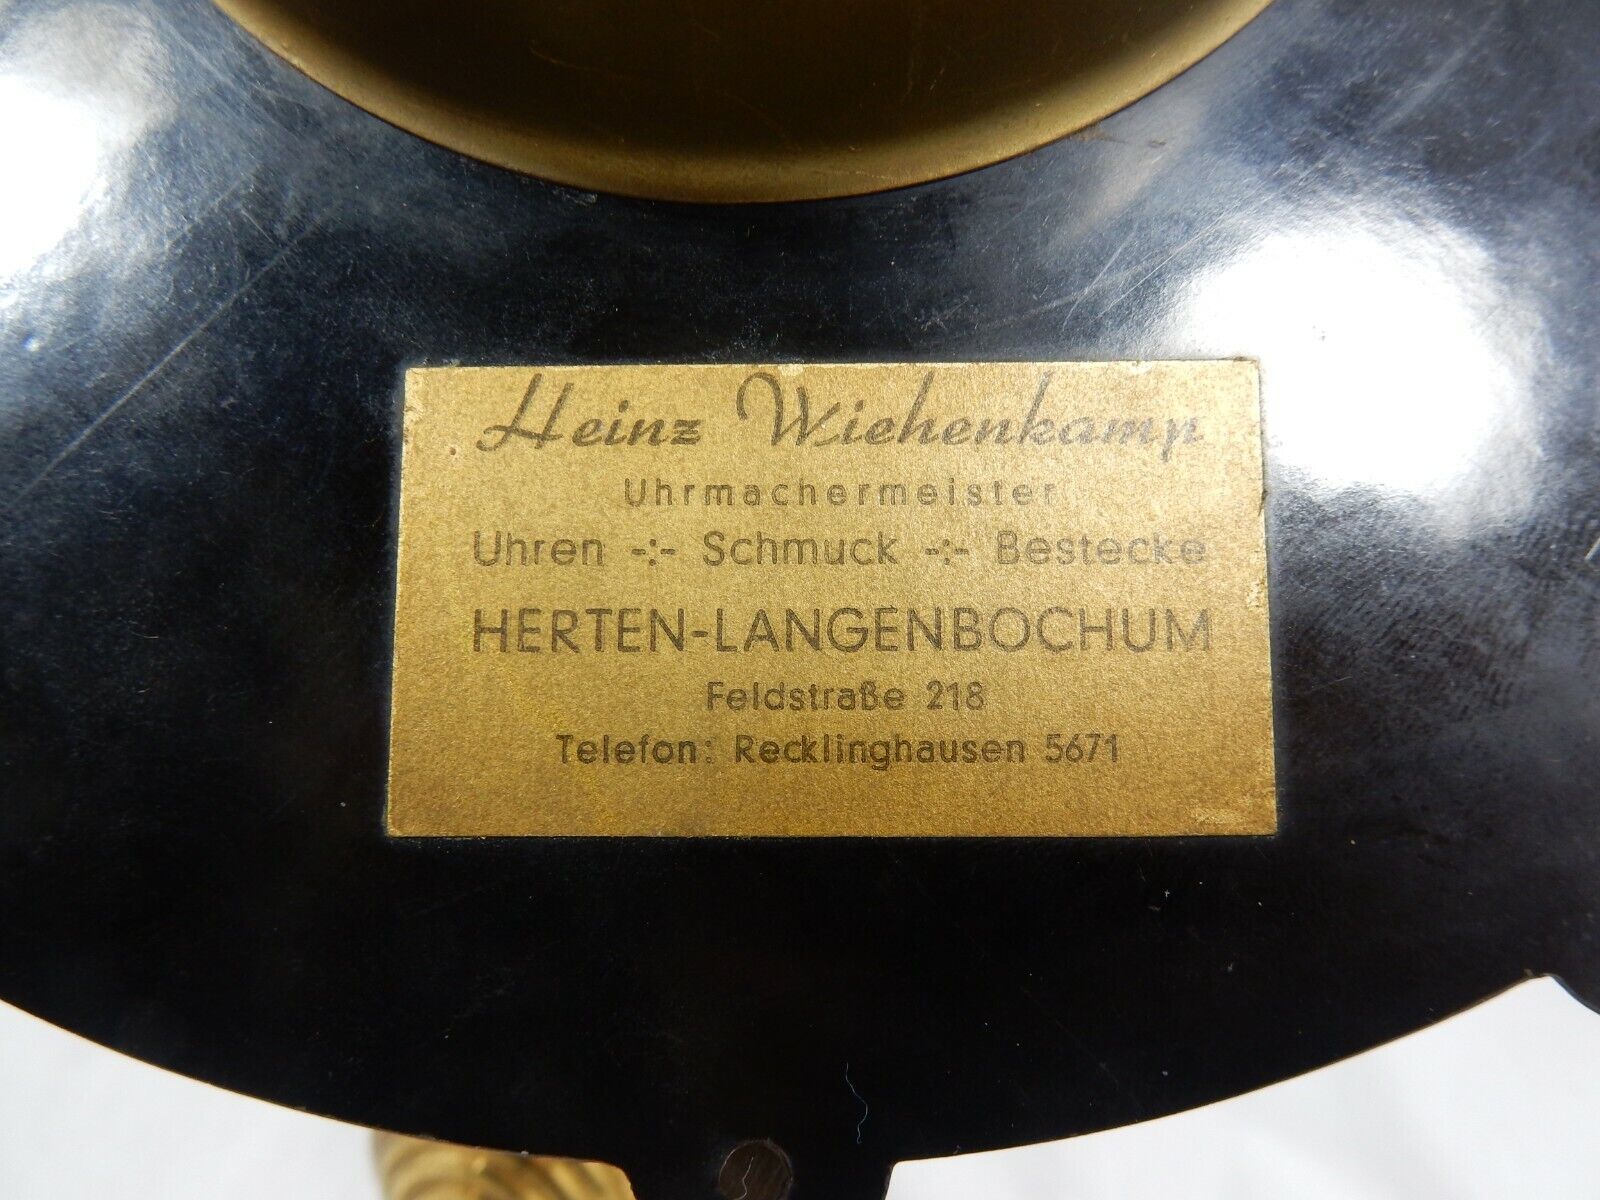 Heinz Wiehenkamp
Uhrmachermeister
Uhren -:- Schmuck -:- Bestecke
HERTEN-LANGENBOCHUM
Feldstraße 218
Telefon: Recklinghausen 5671